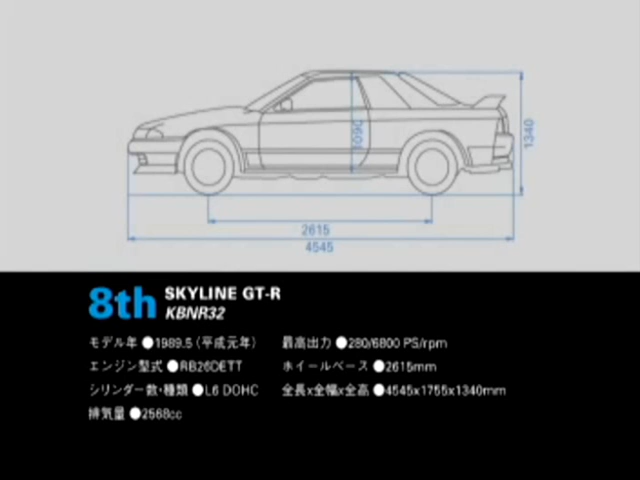 1090
1340
2615
4545
8th SKYLINE GT-R
KBNR32
モデル年 ●1989.5（平成元年） 最高出力 ●280/6800 PS/rpm
エンジン型式 ●RB26DETT ホイールベース ●2615mm
シリンダー数・種類 ●L6 DOHC 全長x全幅x全高 ●4545x1755x1340mm
排気量 ●2568cc